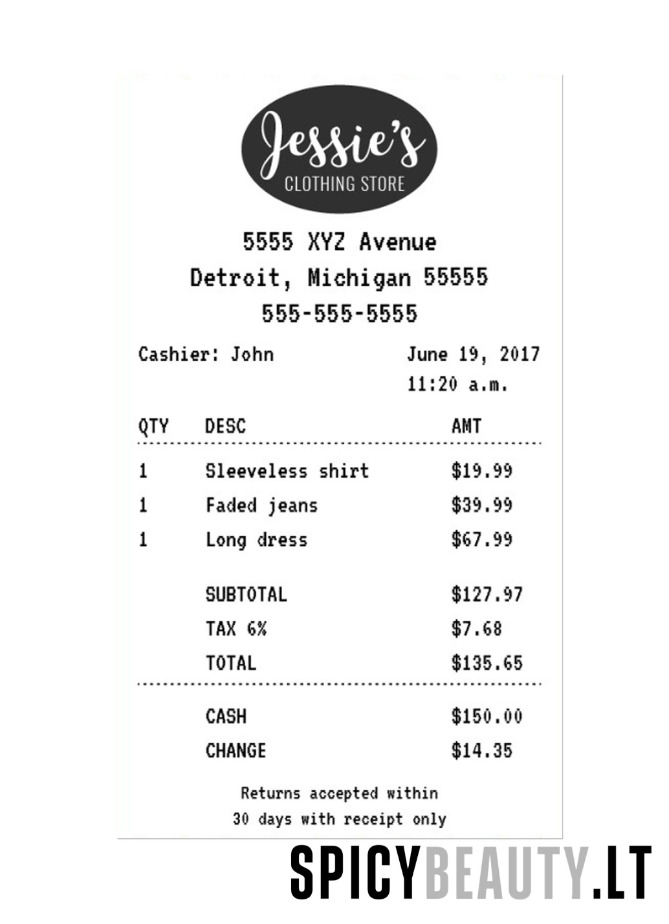 Jessie's
CLOTHING STORE
5555 XYZ Avenue
Detroit, Michigan 55555
555-555-5555
Cashier: John June 19, 2017
11:20 a.m.
QTY DESC AMT
1 Sleeveless shirt $19.99
1 Faded jeans $39.99
1 Long dress $67.99
SUBTOTAL $127.97
TAX 6% $7.68
TOTAL $135.65
CASH $150.00
CHANGE $14.35
Returns accepted within
30 days with receipt only
SPICYBEAUTY.LT